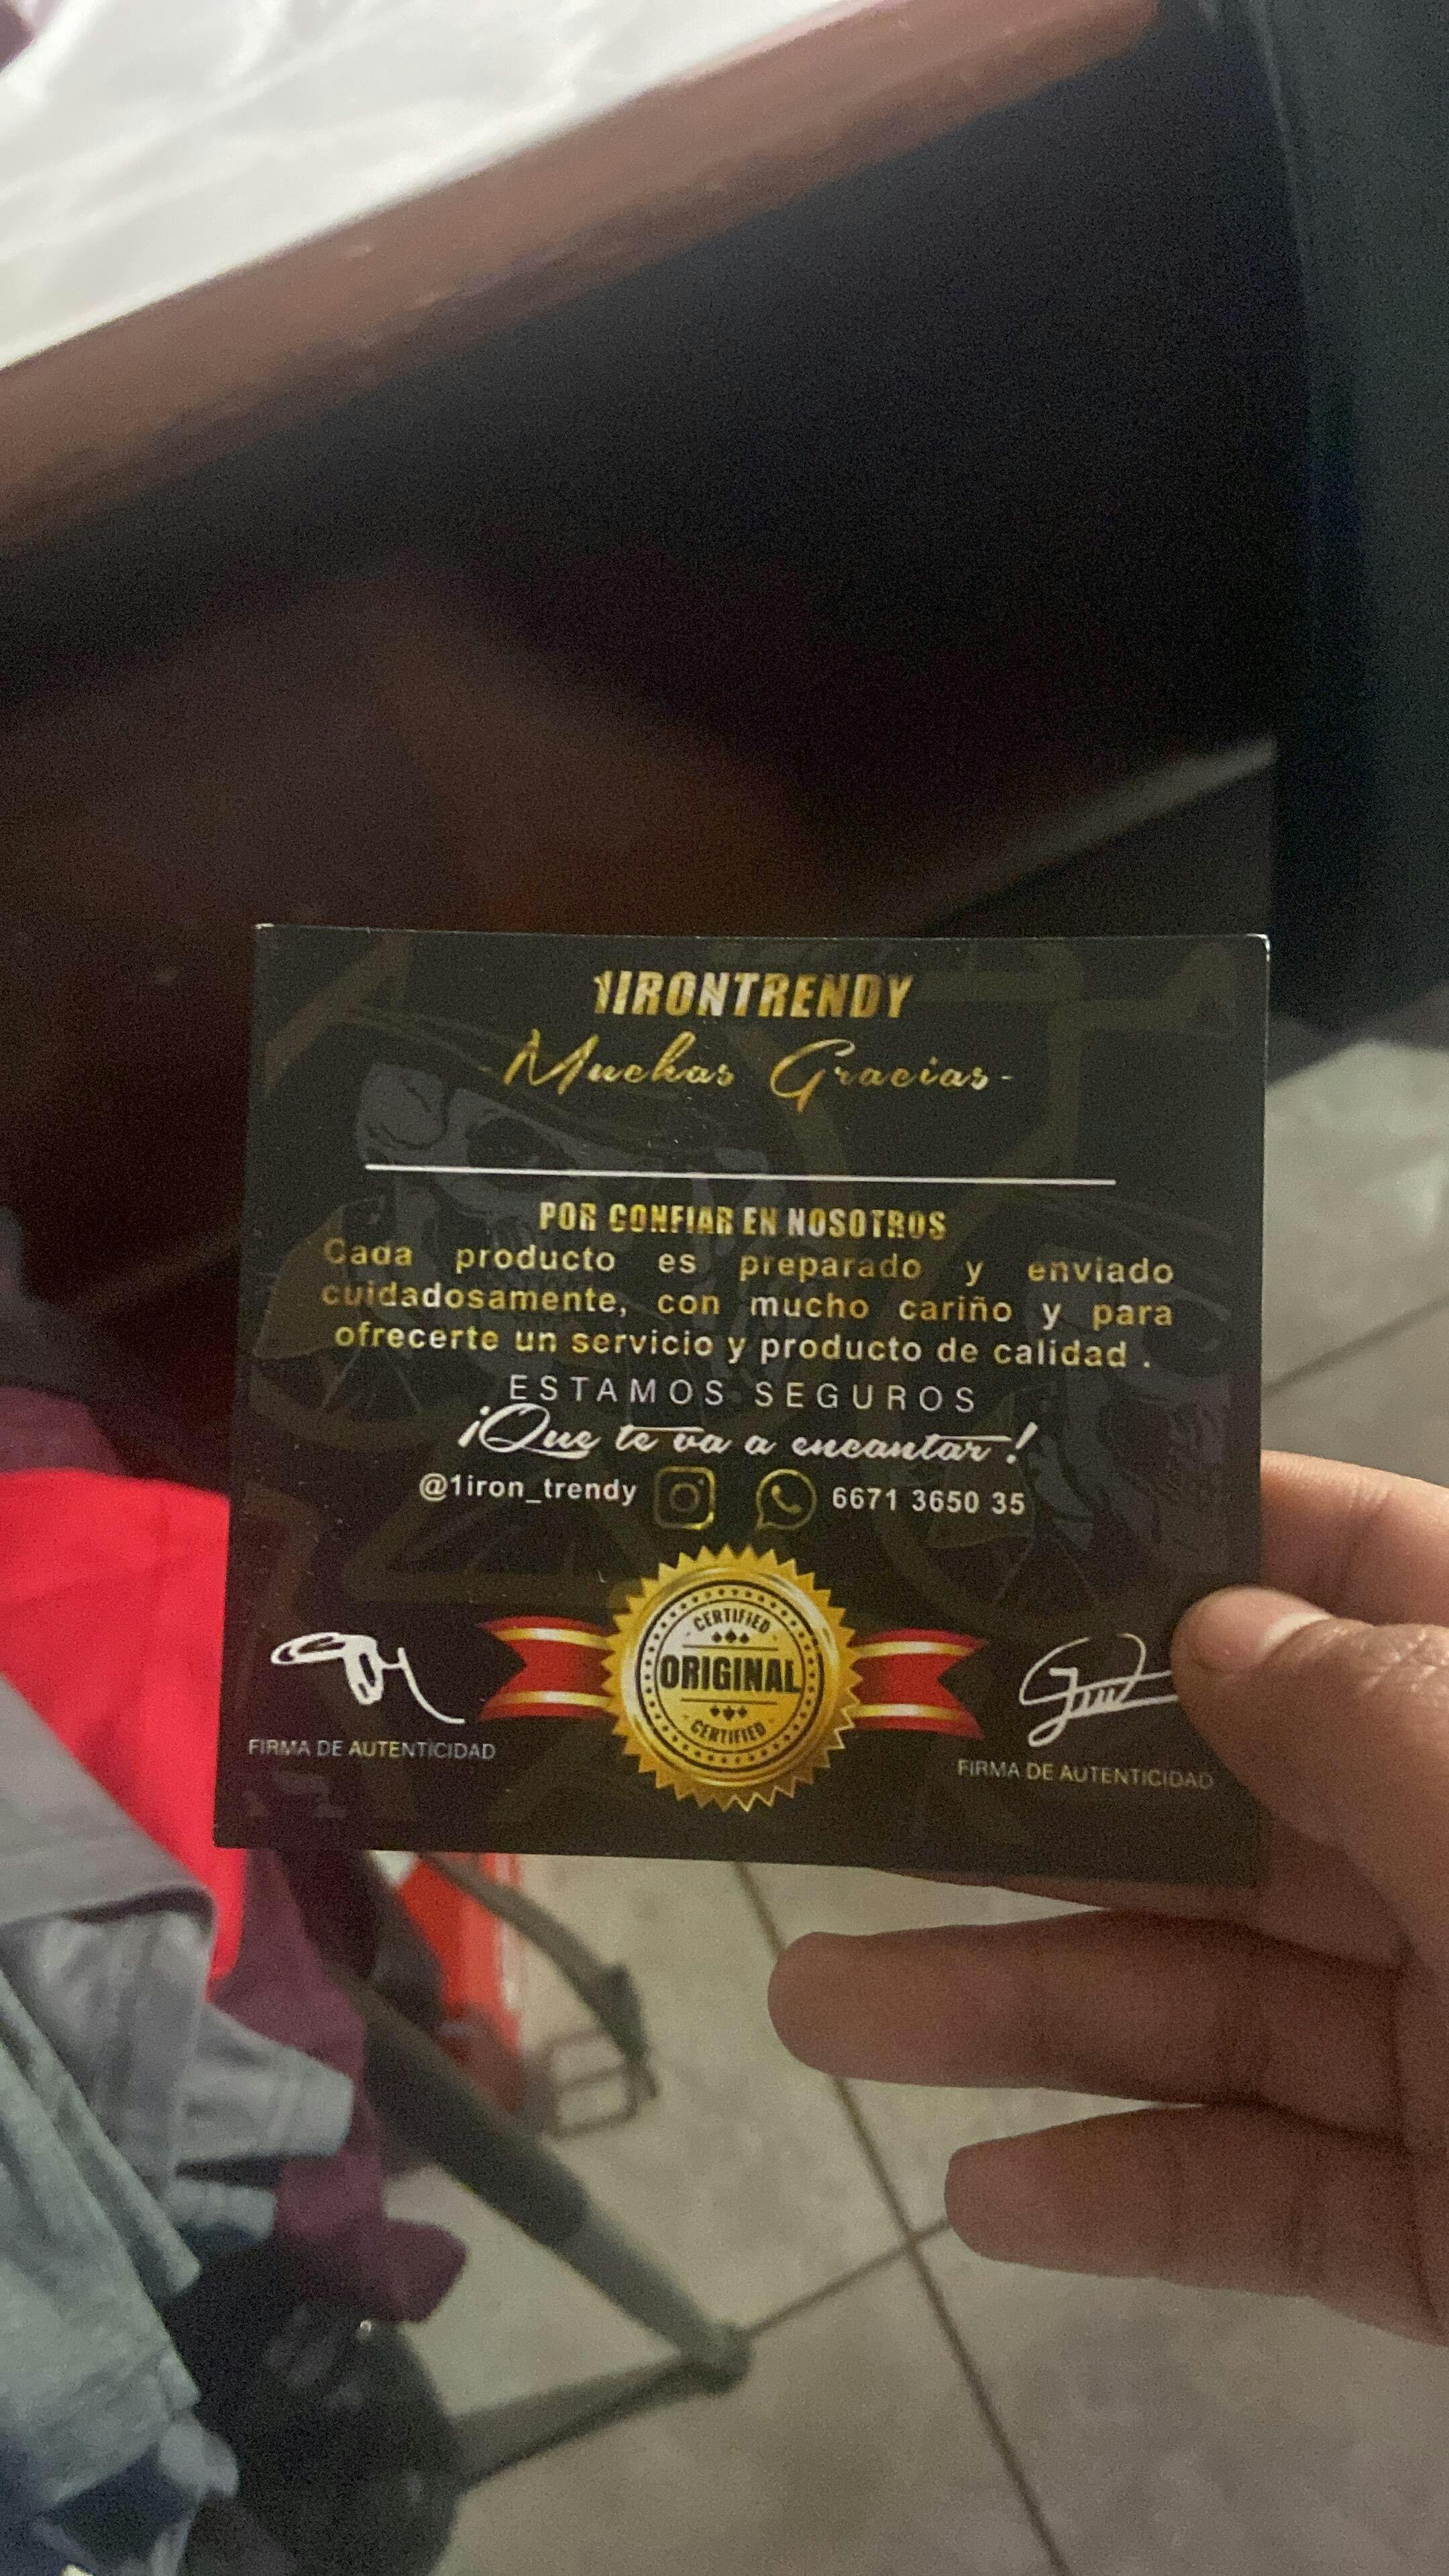 1IRONTRENDY
Muchas Gracias-
POR CONFIAR EN NOSOTROS
Cada producto es preparado y enviado
cuidadosamente, con mucho cariño y para
ofrecerte un servicio y producto de calidad .
ESTAMOS SEGUROS
¡Que te va a encantar!
@1iron_trendy 6671 3650 35
CERTIFIED
ORIGINAL
CERTIFIED
FIRMA DE AUTENTICIDAD
FIRMA DE AUTENTICIDAD